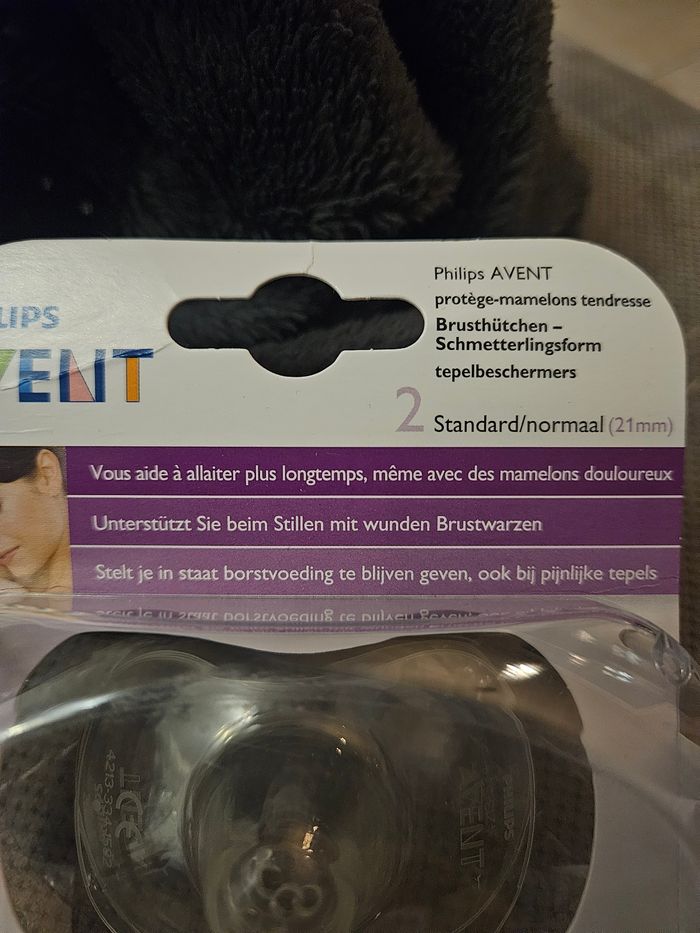 LIPS
VENT
Philips AVENT
protège-mamelons tendresse
Brusthütchen –
Schmetterlingsform
tepelbeschermers
2 Standard/normaal (21mm)
Vous aide à allaiter plus longtemps, même avec des mamelons douloureux
Unterstützt Sie beim Stillen mit wunden Brustwarzen
Stelt je in staat borstvoeding te blijven geven, ook bij pijnlijke tepels
CE
PHILIPS
AVENT